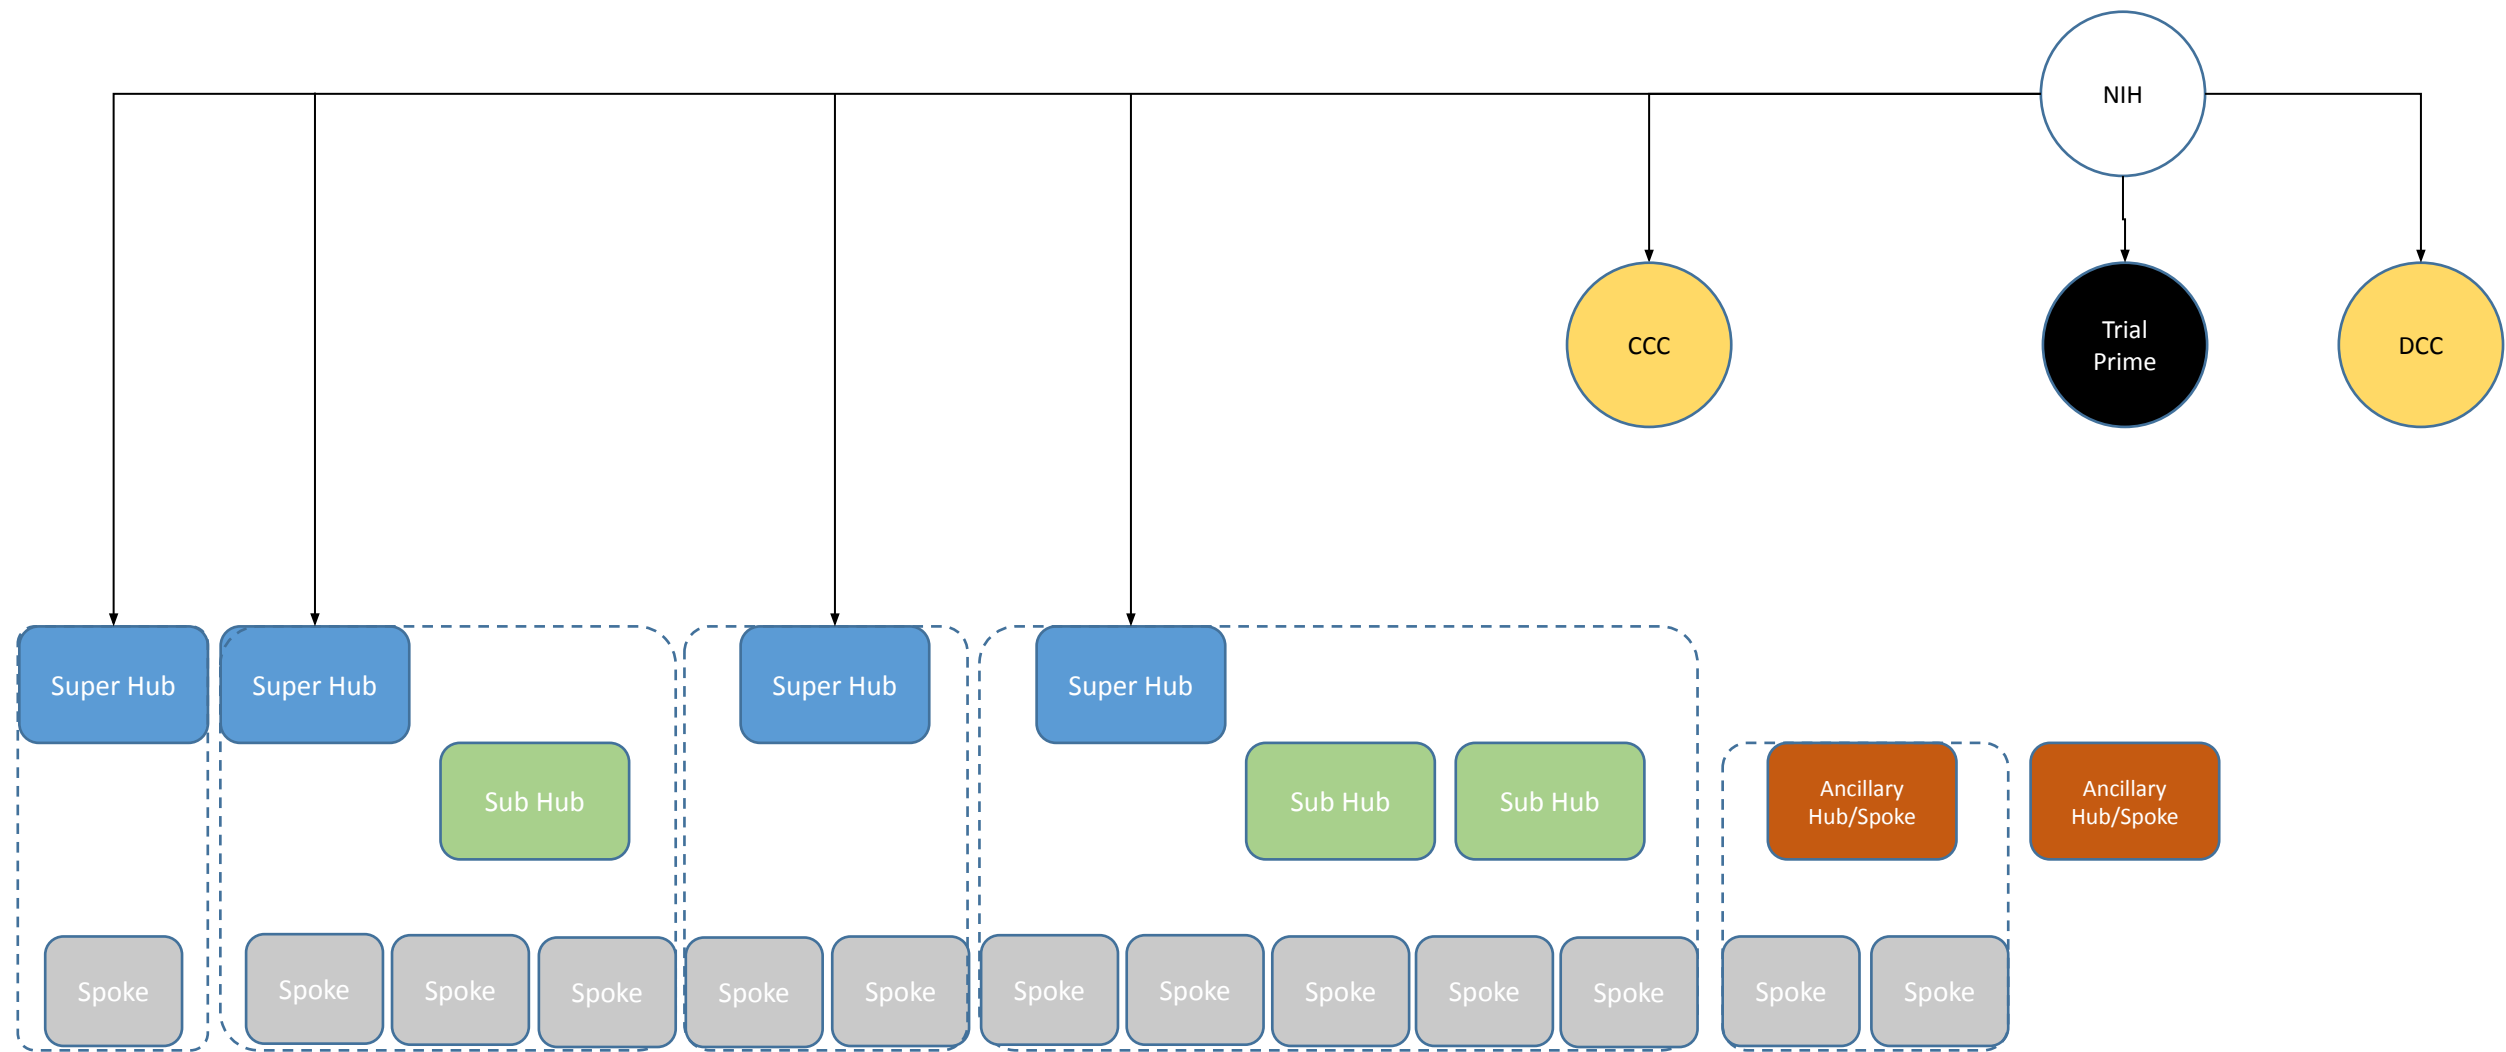 NIH
CCC
Trial
Prime
DCC
Super Hub
Super Hub
Super Hub
Super Hub
Sub Hub
Sub Hub
Sub Hub
Ancillary
Hub/Spoke
Ancillary
Hub/Spoke
Spoke
Spoke
Spoke
Spoke
Spoke
Spoke
Spoke
Spoke
Spoke
Spoke
Spoke
Spoke
Spoke